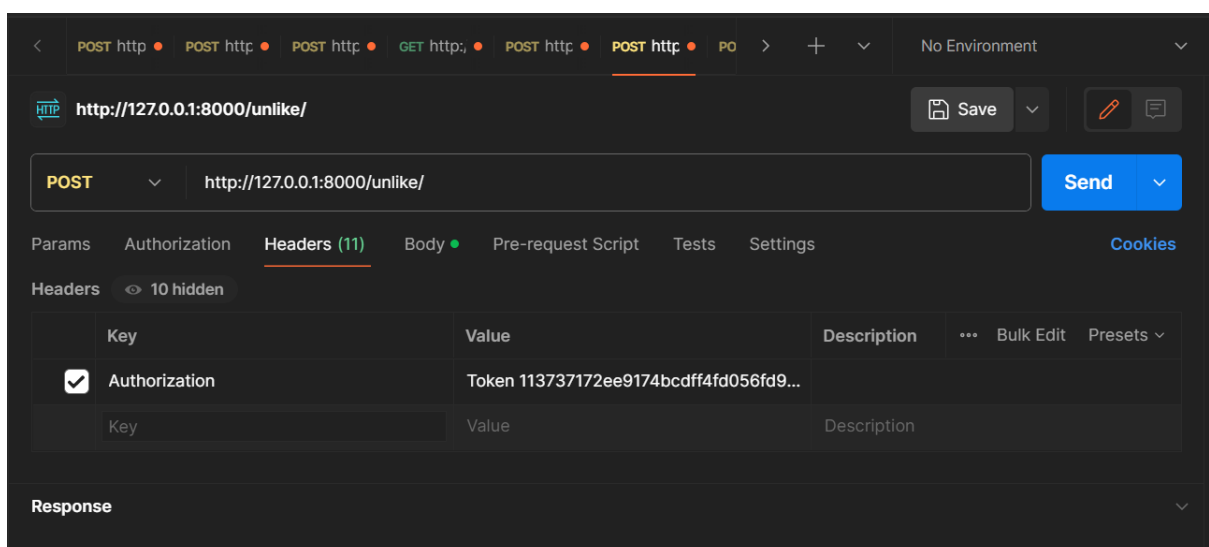 POST http POST http POST http GET http:/ POST http POST http PO No Environment
HTTP http://127.0.0.1:8000/unlike/ Save
POST http://127.0.0.1:8000/unlike/ Send
Params Authorization Headers (11) Body Pre-request Script Tests Settings Cookies
Headers 10 hidden
Key Value Description ••• Bulk Edit Presets
Authorization Token 113737172ee9174bcdff4fd056fd9...
Key Value Description
Response